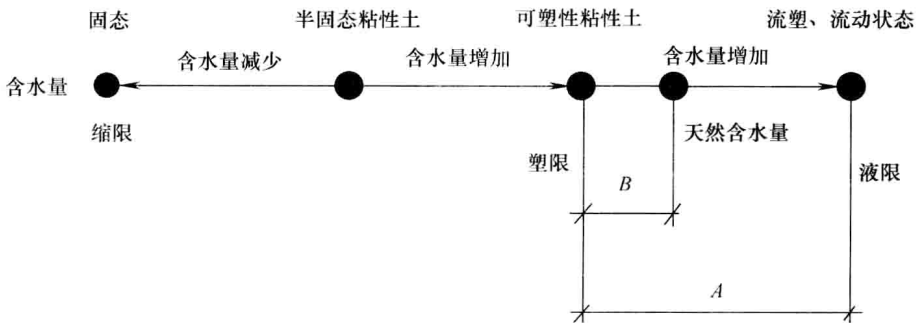 固态 半固态粘性土 可塑性粘性土 流塑、流动状态
含水量减少 含水量增加 含水量增加
含水量
缩限 天然含水量
塑限 液限
B
A